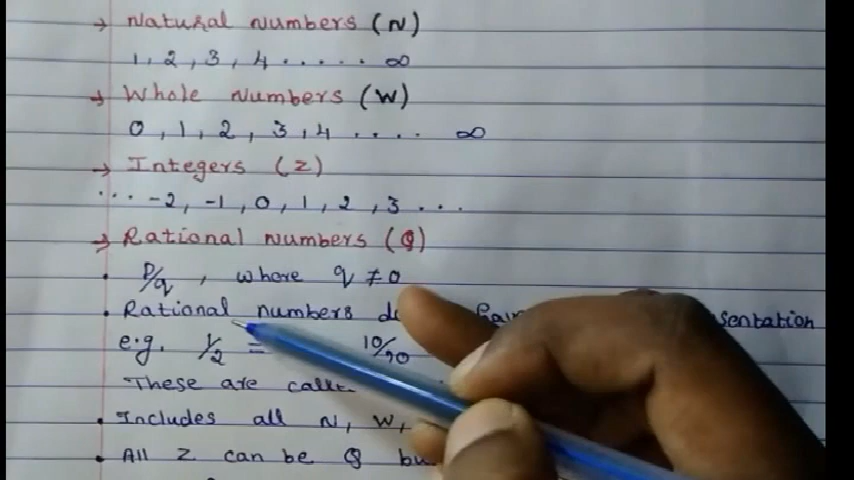 → Natural Numbers (N)
1, 2, 3, 4 ..... ∞
→ Whole Numbers (W)
0, 1, 2, 3, 4 .... ∞
→ Integers (Z)
... -2, -1, 0, 1, 2, 3 ...
→ Rational Numbers (Q)
• P/q, where q ≠ 0
• Rational numbers
e.g. 1/2 =
These are
• Includes all N, W,
• All Z can be Q